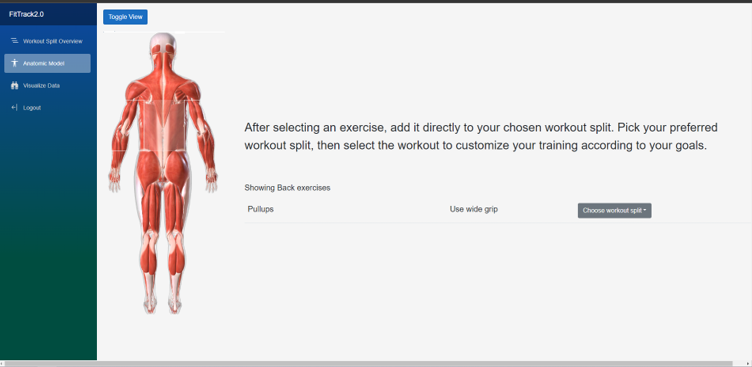 FitTrack2.0
Workout Split Overview
Anatomic Model
Visualize Data
Logout
Toggle View
After selecting an exercise, add it directly to your chosen workout split. Pick your preferred
workout split, then select the workout to customize your training according to your goals.
Showing Back exercises
Pullups Use wide grip Choose workout split